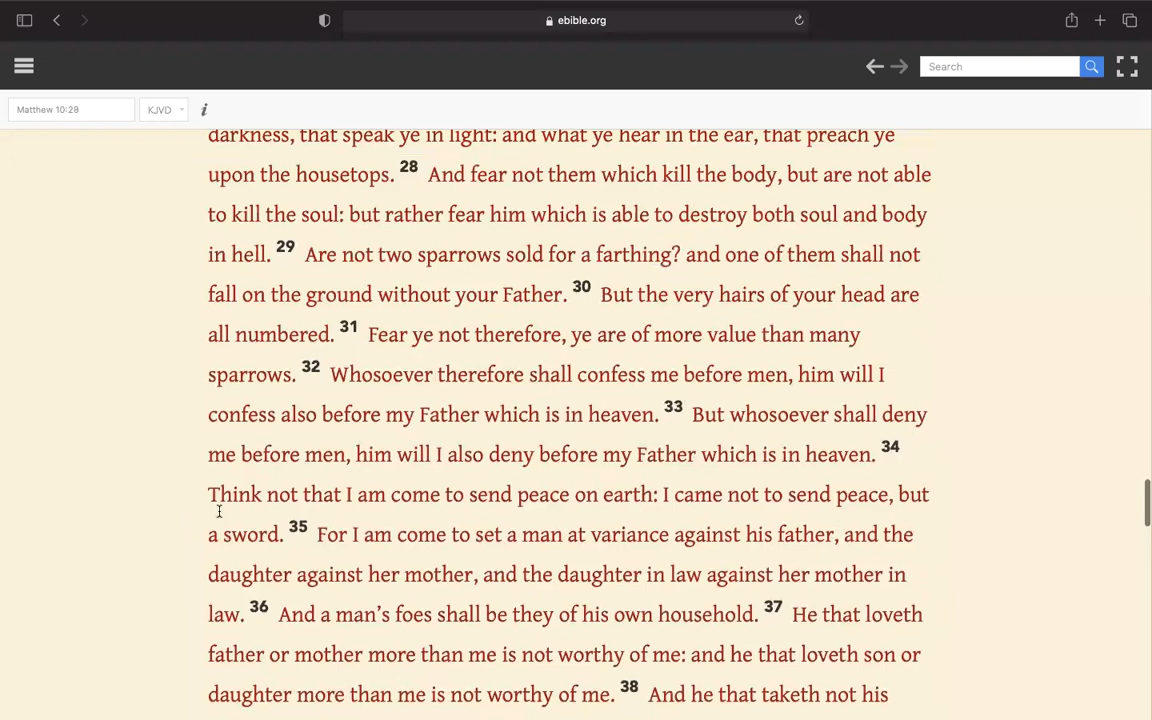 ebible.org
Search
Matthew 10:28 KJVD i
darkness, that speak ye in light: and what ye hear in the ear, that preach ye
upon the housetops. 28 And fear not them which kill the body, but are not able
to kill the soul: but rather fear him which is able to destroy both soul and body
in hell. 29 Are not two sparrows sold for a farthing? and one of them shall not
fall on the ground without your Father. 30 But the very hairs of your head are
all numbered. 31 Fear ye not therefore, ye are of more value than many
sparrows. 32 Whosoever therefore shall confess me before men, him will I
confess also before my Father which is in heaven. 33 But whosoever shall deny
me before men, him will I also deny before my Father which is in heaven. 34
Think not that I am come to send peace on earth: I came not to send peace, but
a sword. 35 For I am come to set a man at variance against his father, and the
daughter against her mother, and the daughter in law against her mother in
law. 36 And a man’s foes shall be they of his own household. 37 He that loveth
father or mother more than me is not worthy of me: and he that loveth son or
daughter more than me is not worthy of me. 38 And he that taketh not his